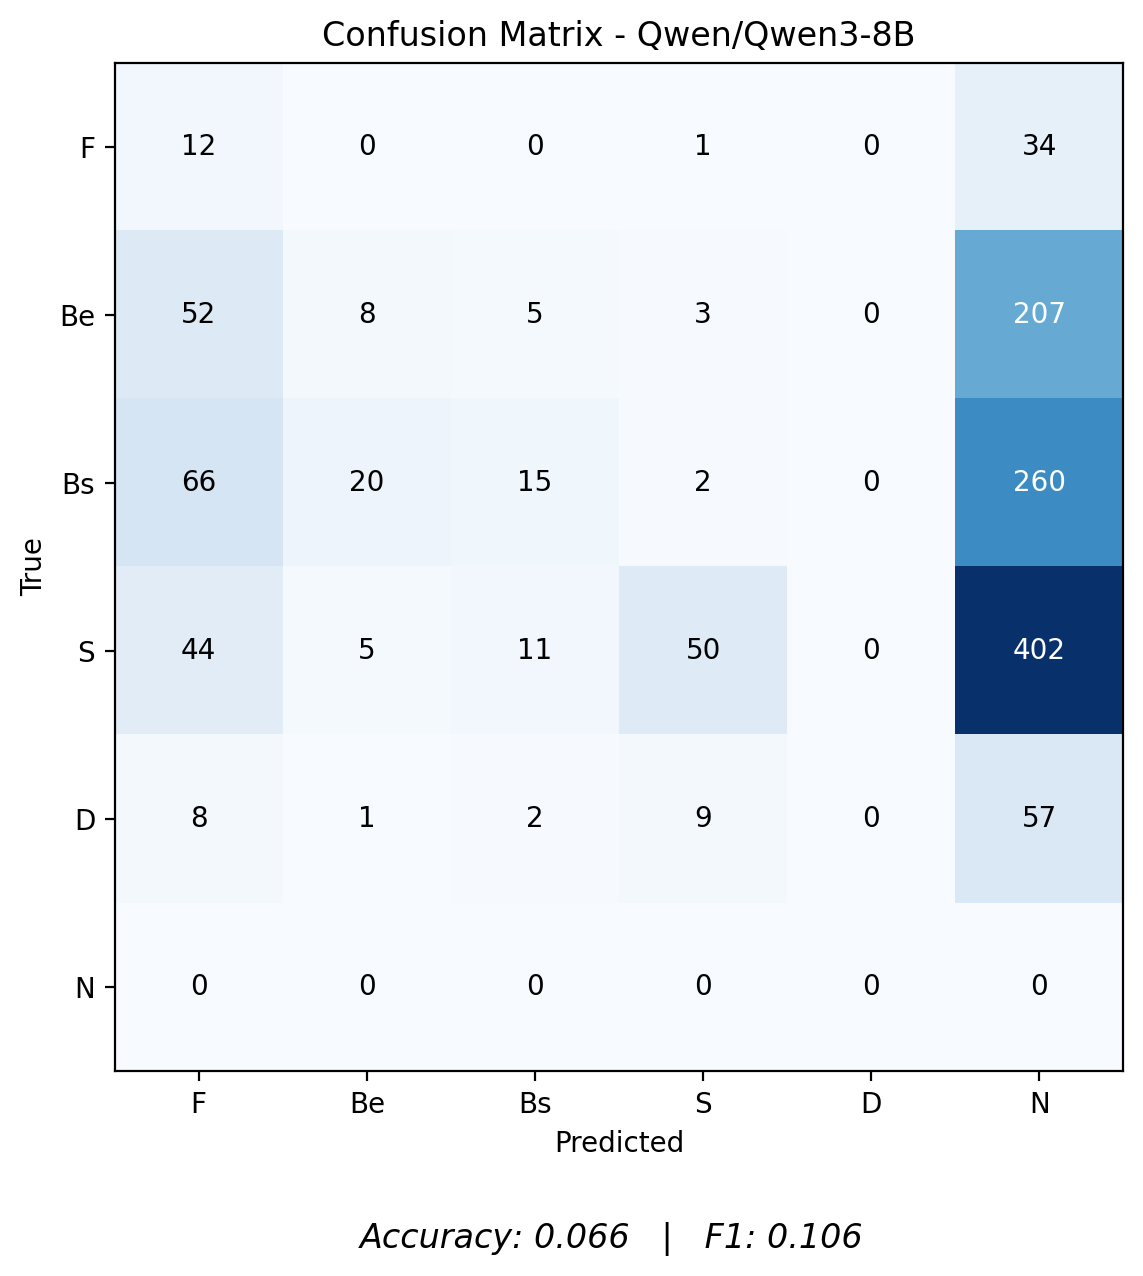 Confusion Matrix - Qwen/Qwen3-8B
F 12 0 0 1 0 34
Be 52 8 5 3 0 207
Bs 66 20 15 2 0 260
True
S 44 5 11 50 0 402
D 8 1 2 9 0 57
N 0 0 0 0 0 0
F Be Bs S D N
Predicted
Accuracy: 0.066 | F1: 0.106